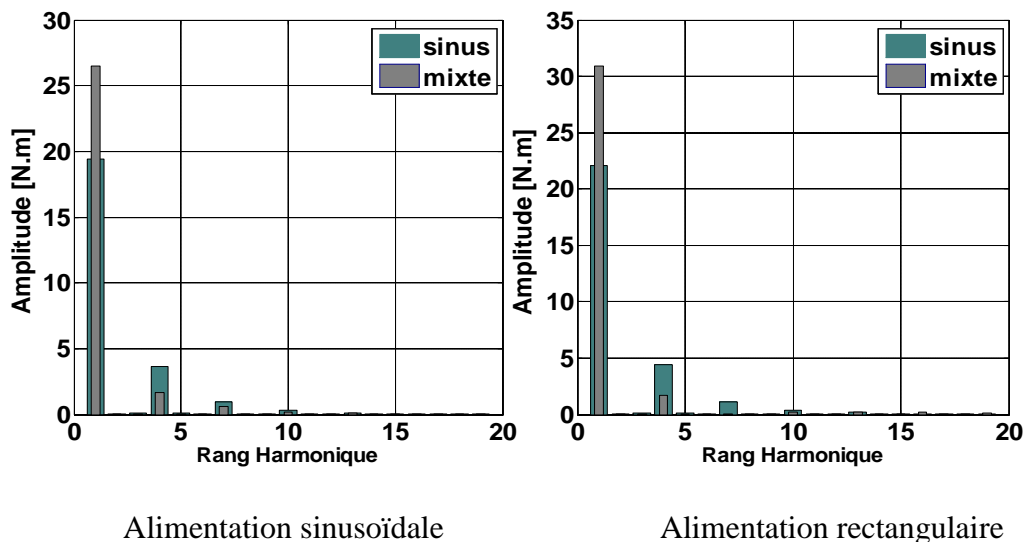 30
25
20
15
10
5
0
Amplitude [N.m]
sinus
mixte
0 5 10 15 20
Rang Harmonique
Alimentation sinusoïdale
35
30
25
20
15
10
5
0
Amplitude [N.m]
sinus
mixte
0 5 10 15 20
Rang Harmonique
Alimentation rectangulaire